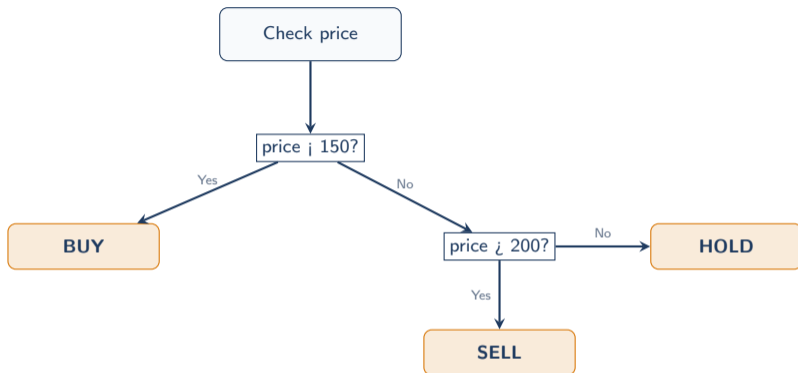 Check price
price ¡ 150?
Yes
No
BUY
price ¿ 200?
No
HOLD
Yes
SELL